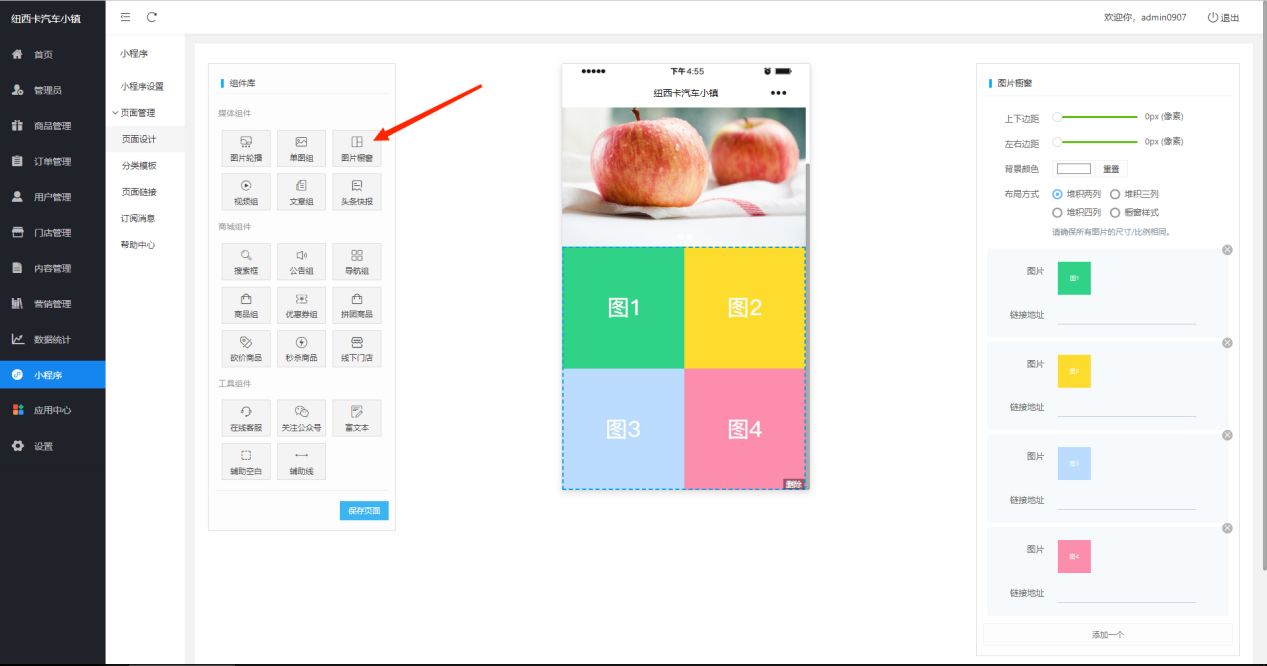 纽西卡汽车小镇
欢迎你，admin0907
退出
首页
管理员
商品管理
订单管理
用户管理
门店管理
内容管理
营销管理
数据统计
小程序
应用中心
设置
小程序
小程序设置
页面管理
页面设计
分类模板
页面链接
订阅消息
帮助中心
组件库
媒体组件
图片轮播 单图组 图片橱窗
视频组 文章组 头条快报
商城组件
搜索框 公告组 导航组
商品组 优惠券组 拼团商品
砍价商品 秒杀商品 线下门店
工具组件
在线客服 关注公众号 富文本
辅助空白 辅助线
保存页面
下午4:55
纽西卡汽车小镇
图1 图2
图3 图4
删除
图片橱窗
上下边距 0px (像素)
左右边距 0px (像素)
背景颜色 重置
布局方式 堆积两列 堆积三列
堆积四列 橱窗样式
请确保所有图片的尺寸/比例相同。
图片 图1
链接地址
图片 图2
链接地址
图片 图3
链接地址
图片 图4
链接地址
添加一个